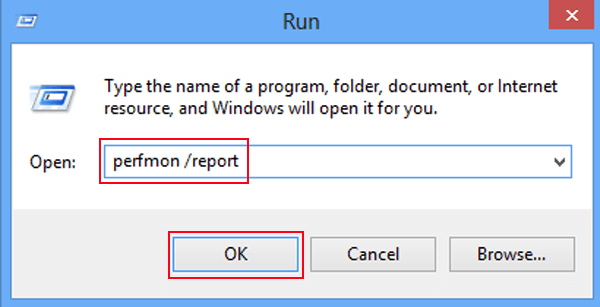 Run
Type the name of a program, folder, document, or Internet
resource, and Windows will open it for you.
Open: perfmon /report
OK Cancel Browse...